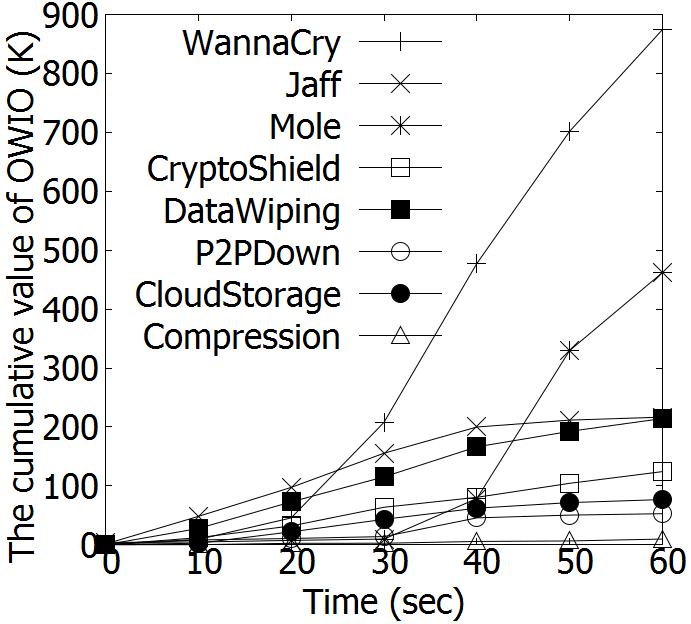 The cumulative value of OWIO (K)
900
800
700
600
500
400
300
200
100
0
WannaCry
Jaff
Mole
CryptoShield
DataWiping
P2PDown
CloudStorage
Compression
0 10 20 30 40 50 60
Time (sec)